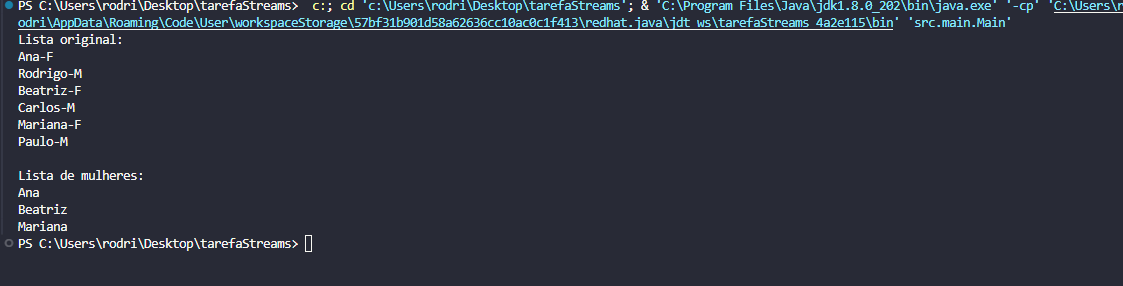 PS C:\Users\rodri\Desktop\tarefaStreams>  c:; cd 'c:\Users\rodri\Desktop\tarefaStreams'; & 'C:\Program Files\Java\jdk1.8.0_202\bin\java.exe' '-cp' 'C:\Users\r
odri\AppData\Roaming\Code\User\workspaceStorage\57bf31b901d58a62636cc10ac0c1f413\redhat.java\jdt_ws\tarefaStreams_4a2e115\bin' 'src.main.Main'
Lista original:
Ana-F
Rodrigo-M
Beatriz-F
Carlos-M
Mariana-F
Paulo-M
Lista de mulheres:
Ana
Beatriz
Mariana
PS C:\Users\rodri\Desktop\tarefaStreams>